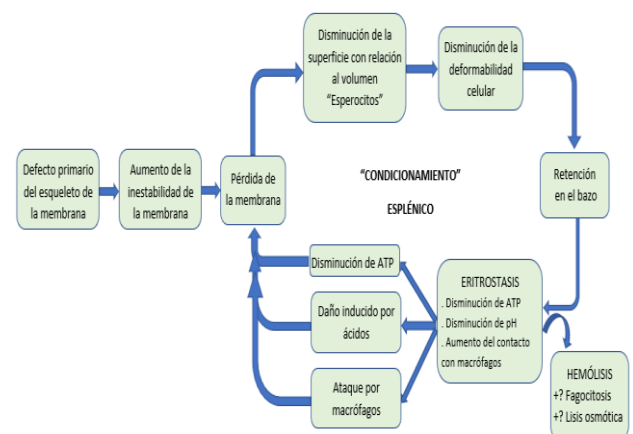 Disminución de la
superficie con relación
al volumen
"Esperocitos"
Disminución de la
deformabilidad
celular
Defecto primario
del esqueleto de
la membrana
Aumento de la
inestabilidad de
la membrana
Pérdida de
la membrana
"CONDICIONAMIENTO"
ESPLÉNICO
Retención
en el bazo
Disminución de ATP
Daño inducido por
ácidos
Ataque por
macrófagos
ERITROSTASIS
. Disminución de ATP
. Disminución de pH
. Aumento del contacto
con macrófagos
HEMÓLISIS
+? Fagocitosis
+? Lisis osmótica